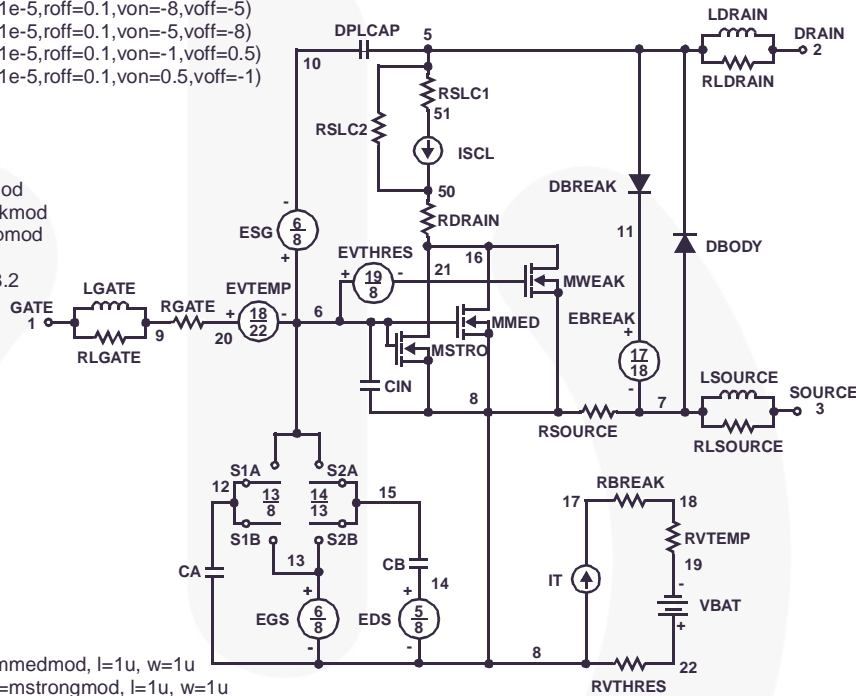 1e-5,roff=0.1,von=-8,voff=-5)
1e-5,roff=0.1,von=-5,voff=-8)
1e-5,roff=0.1,von=-1,voff=0.5)
1e-5,roff=0.1,von=0.5,voff=-1)
od
kmod
omod
3.2
mmedmod, l=1u, w=1u
=mstrongmod, l=1u, w=1u
LDRAIN
DPLCAP
5
DRAIN
2
10
RLDRAIN
RSLC1
51
RSLC2
ISCL
50
DBREAK
-
ESG
6
8
+
RDRAIN
11
DBODY
EVTHRES
+
19
8
-
21
16
MWEAK
LGATE
EVTEMP
GATE
1
RGATE
+
18
22
-
6
EBREAK
+
9
20
MMED
MSTRO
RLGATE
17
18
-
CIN
LSOURCE
8
7
SOURCE
3
RSOURCE
RLSOURCE
S1A
S2A
12
13
8
14
13
15
RBREAK
17
18
S1B
S2B
RVTEMP
13
CB
CA
14
IT
19
-
VBAT
+
+
EGS
6
8
-
+
EDS
5
8
-
8
22
RVTHRES